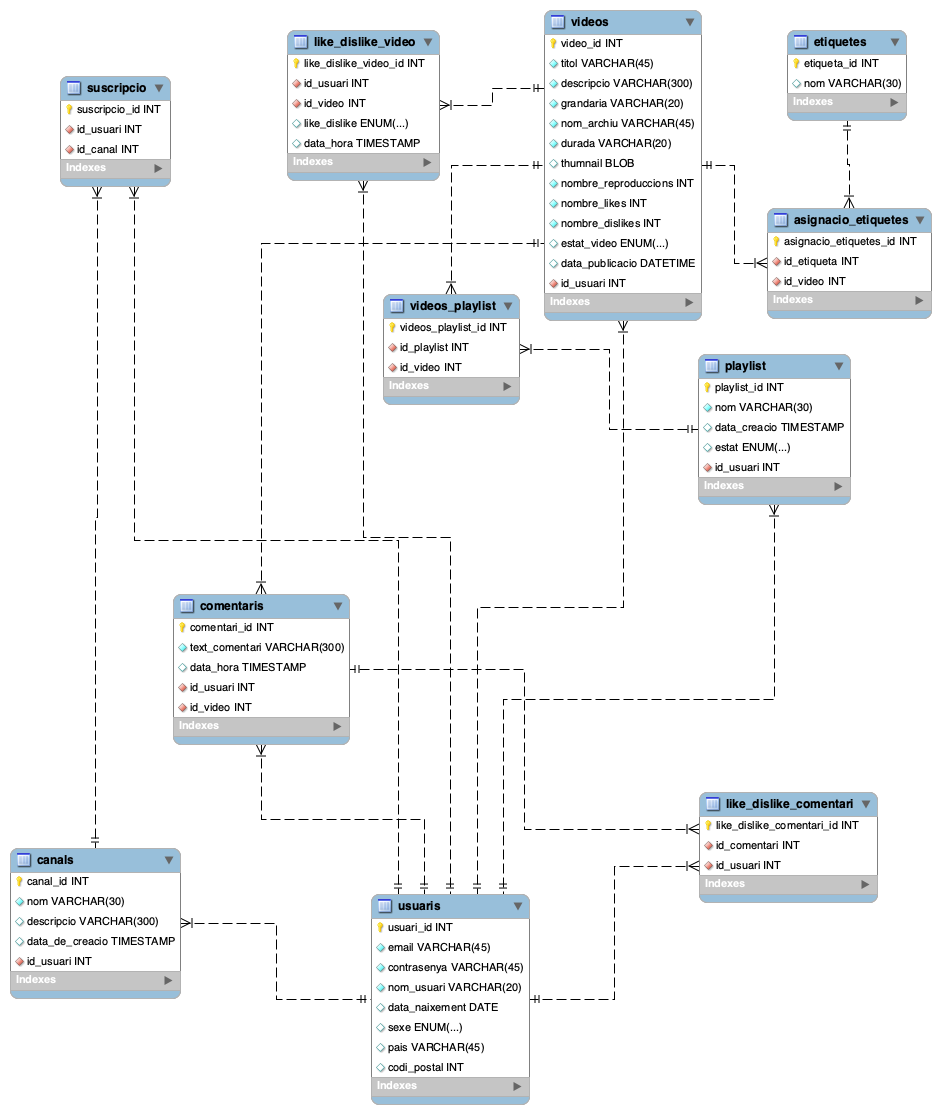 suscripcio
suscripcio_id INT
id_usuari INT
id_canal INT
Indexes
like_dislike_video
like_dislike_video_id INT
id_usuari INT
id_video INT
like_dislike ENUM(...)
data_hora TIMESTAMP
Indexes
videos
video_id INT
titol VARCHAR(45)
descripcio VARCHAR(300)
grandaria VARCHAR(20)
nom_archiu VARCHAR(45)
durada VARCHAR(20)
thumnail BLOB
nombre_reproduccions INT
nombre_likes INT
nombre_dislikes INT
estat_video ENUM(...)
data_publicacio DATETIME
id_usuari INT
Indexes
etiquetes
etiqueta_id INT
nom VARCHAR(30)
Indexes
asignacio_etiquetes
asignacio_etiquetes_id INT
id_etiqueta INT
id_video INT
Indexes
videos_playlist
videos_playlist_id INT
id_playlist INT
id_video INT
Indexes
playlist
playlist_id INT
nom VARCHAR(30)
data_creacio TIMESTAMP
estat ENUM(...)
id_usuari INT
Indexes
comentaris
comentari_id INT
text_comentari VARCHAR(300)
data_hora TIMESTAMP
id_usuari INT
id_video INT
Indexes
like_dislike_comentari
like_dislike_comentari_id INT
id_comentari INT
id_usuari INT
Indexes
canals
canal_id INT
nom VARCHAR(30)
descripcio VARCHAR(300)
data_de_creacio TIMESTAMP
id_usuari INT
Indexes
usuaris
usuari_id INT
email VARCHAR(45)
contrasenya VARCHAR(45)
nom_usuari VARCHAR(20)
data_naixement DATE
sexe ENUM(...)
pais VARCHAR(45)
codi_postal INT
Indexes